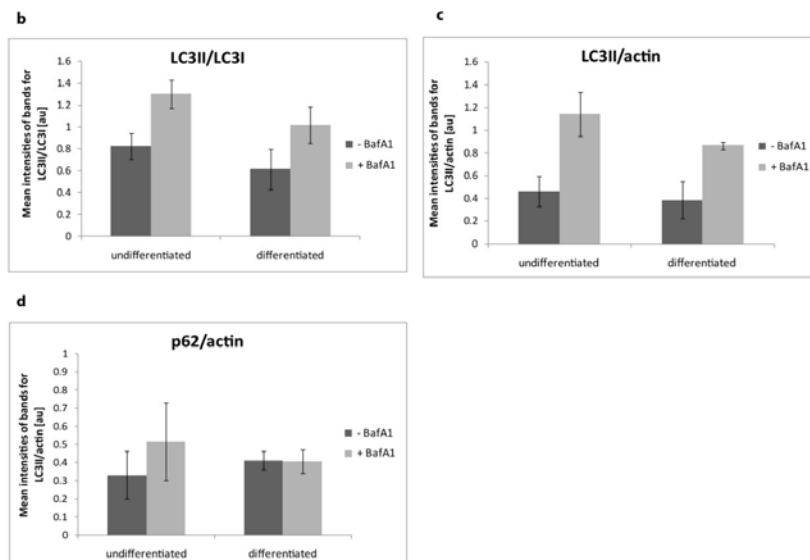 b
LC3II/LC3I
Mean intensities of bands for
LC3II/LC3I [au]
1.6
1.4
1.2
1
0.8
0.6
0.4
0.2
0
undifferentiated
differentiated
- BafA1
+ BafA1
c
LC3II/actin
Mean intensities of bands for
LC3II/actin [au]
1.6
1.4
1.2
1
0.8
0.6
0.4
0.2
0
undifferentiated
differentiated
- BafA1
+ BafA1
d
p62/actin
Mean intensities of bands for
LC3II/actin [au]
1
0.9
0.8
0.7
0.6
0.5
0.4
0.3
0.2
0.1
0
undifferentiated
differentiated
- BafA1
+ BafA1